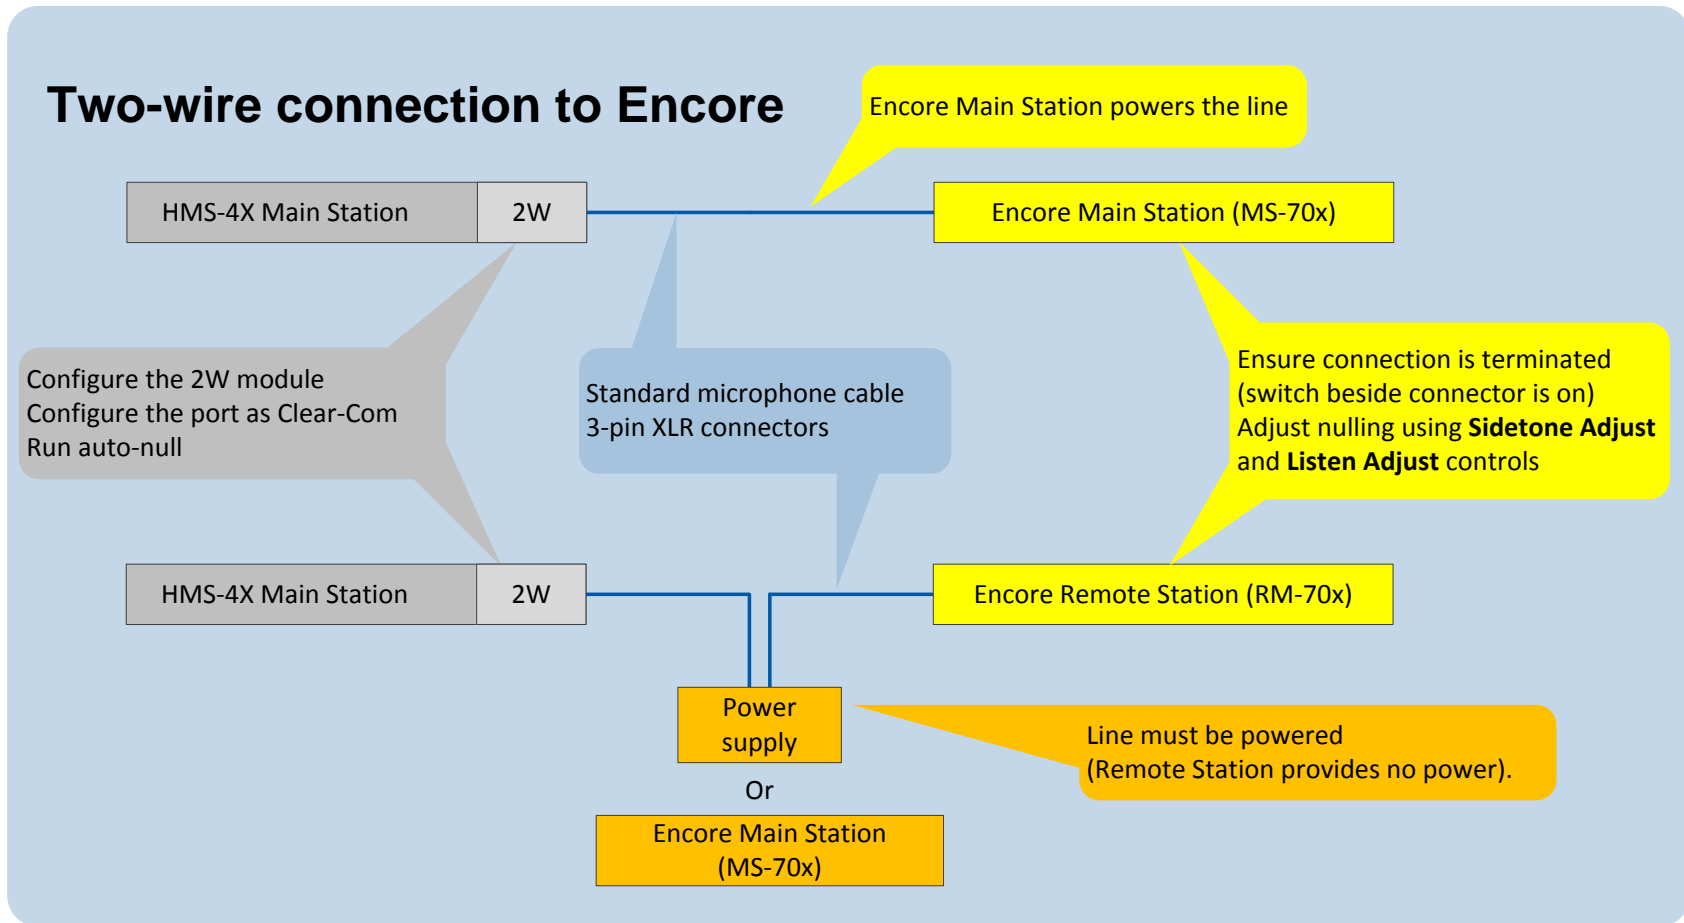 Two-wire connection to Encore
Encore Main Station powers the line
HMS-4X Main Station
2W
Encore Main Station (MS-70x)
Configure the 2W module
Configure the port as Clear-Com
Run auto-null
Standard microphone cable
3-pin XLR connectors
Ensure connection is terminated
(switch beside connector is on)
Adjust nulling using Sidetone Adjust
and Listen Adjust controls
HMS-4X Main Station
2W
Encore Remote Station (RM-70x)
Power
supply
Line must be powered
(Remote Station provides no power).
Or
Encore Main Station
(MS-70x)